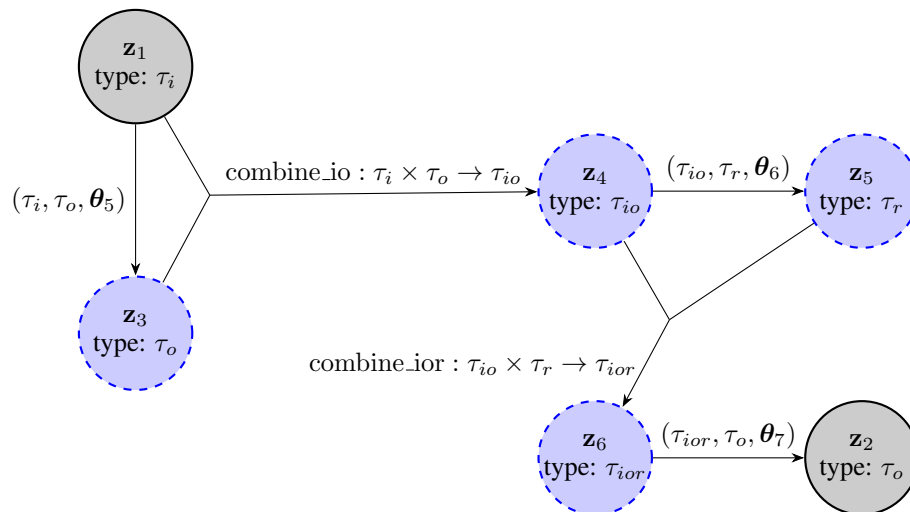 z₁
type: τᵢ
combine_io : τᵢ × τₒ → τᵢₒ
z₄
type: τᵢₒ
(τᵢₒ, τᵣ, θ₆)
z₅
type: τᵣ
(τᵢ, τₒ, θ₅)
z₃
type: τₒ
combine_ior : τᵢₒ × τᵣ → τᵢₒᵣ
z₆
type: τᵢₒᵣ
(τᵢₒᵣ, τₒ, θ₇)
z₂
type: τₒ